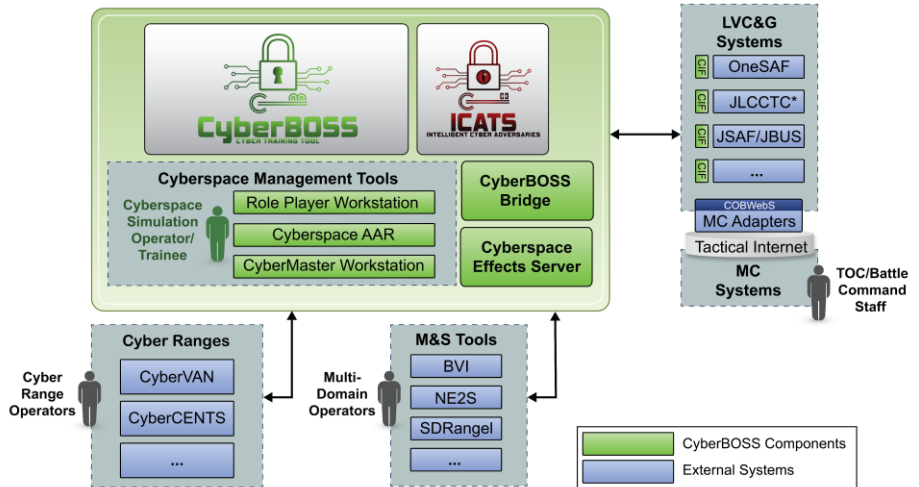 CyberBOSS
CYBER TRAINING TOOL
ICATS
INTELLIGENT CYBER ADVERSARIES
Cyberspace Management Tools
Cyberspace
Simulation
Operator/
Trainee
Role Player Workstation
Cyberspace AAR
CyberMaster Workstation
CyberBOSS
Bridge
Cyberspace
Effects Server
LVC&G
Systems
CIF
OneSAF
CIF
JLCCTC*
CIF
JSAF/JBUS
CIF
...
COBWebS
MC Adapters
Tactical Internet
MC
Systems
TOC/Battle
Command
Staff
Cyber Ranges
Cyber
Range
Operators
CyberVAN
CyberCENTS
...
M&S Tools
Multi-
Domain
Operators
BVI
NE2S
SDRangel
...
CyberBOSS Components
External Systems